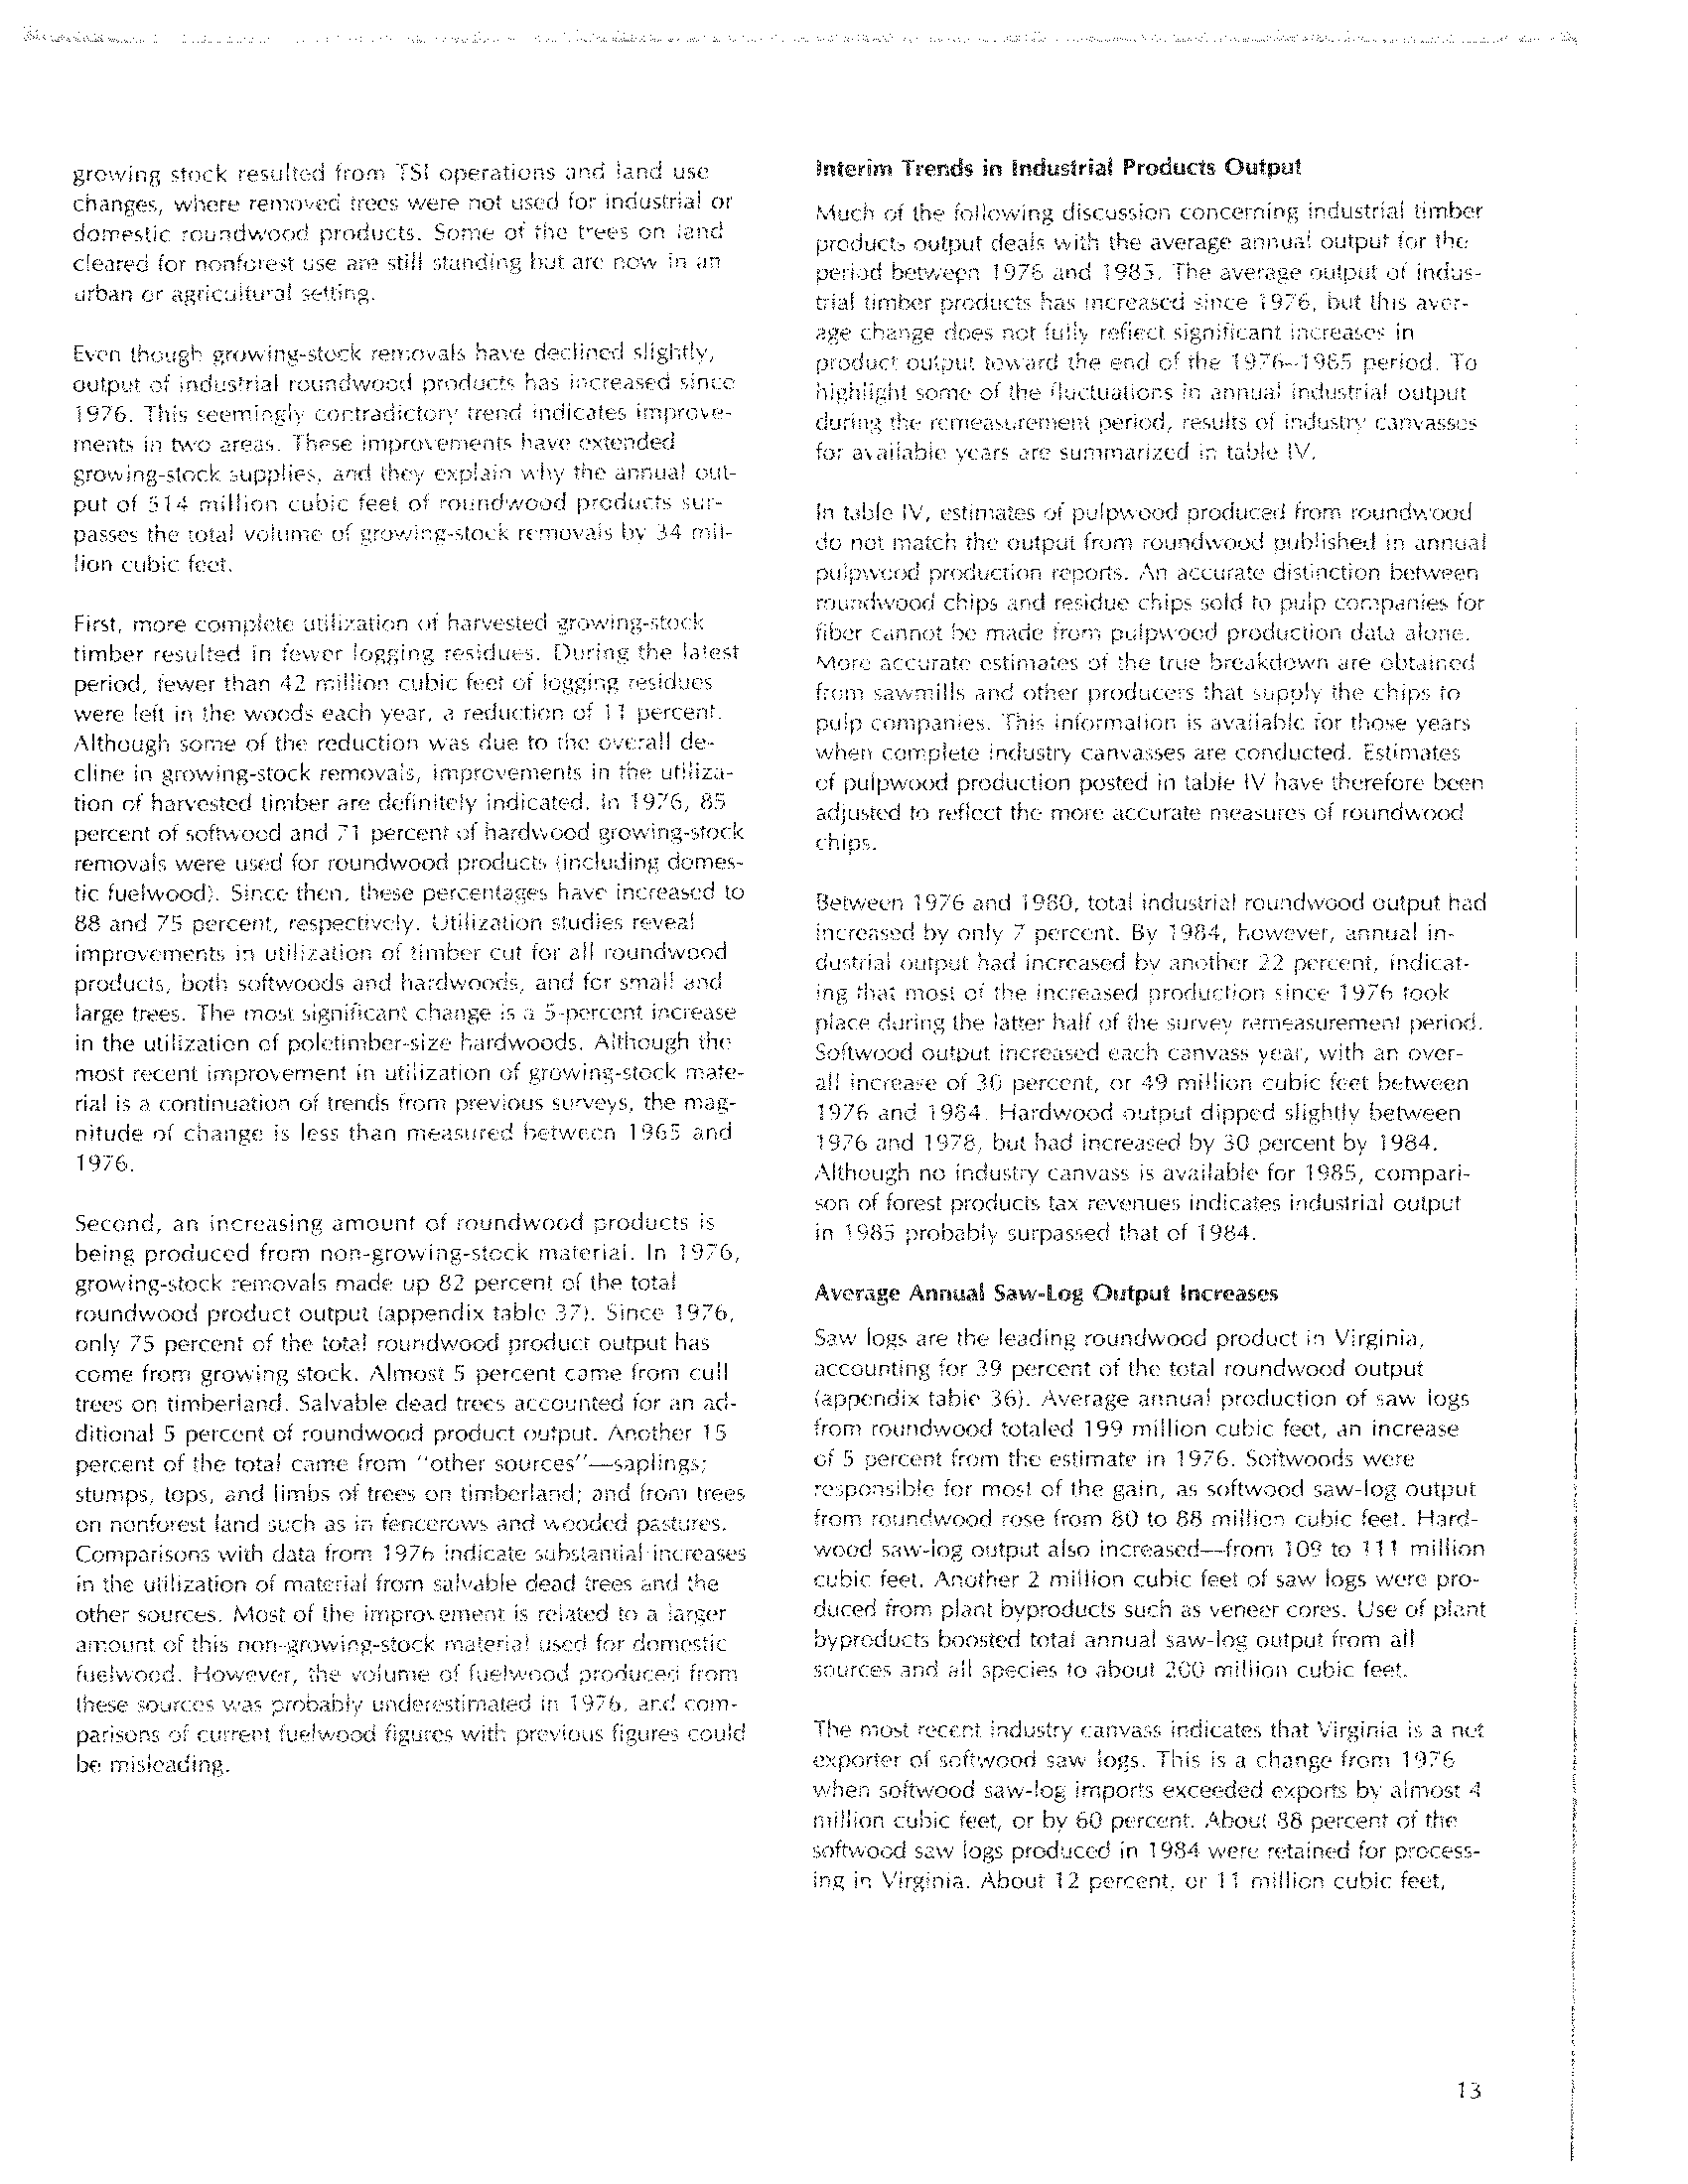 growing stock resulted from TSI operations and land use
changes, where removed trees were not used for industrial or
domestic roundwood products. Some of the trees on land
cleared for nonforest use are still standing but are now in an
urban or agricultural setting.
Even though growing-stock removals have declined slightly,
output of industrial roundwood products has increased since
1976. This seemingly contradictory trend indicates improve-
ments in two areas. These improvements have extended
growing-stock supplies, and they explain why the annual out-
put of 514 million cubic feet of roundwood products sur-
passes the total volume of growing-stock removals by 34 mil-
lion cubic feet.
First, more complete utilization of harvested growing-stock
timber resulted in fewer logging residues. During the latest
period, fewer than 42 million cubic feet of logging residues
were left in the woods each year, a reduction of 11 percent.
Although some of the reduction was due to the overall de-
cline in growing-stock removals, improvements in the utiliza-
tion of harvested timber are definitely indicated. In 1976, 85
percent of softwood and 71 percent of hardwood growing-stock
removals were used for roundwood products (including domes-
tic fuelwood). Since then, these percentages have increased to
88 and 75 percent, respectively. Utilization studies reveal
improvements in utilization of timber cut for all roundwood
products, both softwoods and hardwoods, and for small and
large trees. The most significant change is a 5-percent increase
in the utilization of poletimber-size hardwoods. Although the
most recent improvement in utilization of growing-stock mate-
rial is a continuation of trends from previous surveys, the mag-
nitude of change is less than measured between 1965 and
1976.
Second, an increasing amount of roundwood products is
being produced from non-growing-stock material. In 1976,
growing-stock removals made up 82 percent of the total
roundwood product output (appendix table 37). Since 1976,
only 75 percent of the total roundwood product output has
come from growing stock. Almost 5 percent came from cull
trees on timberland. Salvable dead trees accounted for an ad-
ditional 5 percent of roundwood product output. Another 15
percent of the total came from "other sources"—saplings;
stumps, tops, and limbs of trees on timberland; and from trees
on nonforest land such as in fencerows and wooded pastures.
Comparisons with data from 1976 indicate substantial increases
in the utilization of material from salvable dead trees and the
other sources. Most of the improvement is related to a larger
amount of this non-growing-stock material used for domestic
fuelwood. However, the volume of fuelwood produced from
these sources was probably underestimated in 1976, and com-
parisons of current fuelwood figures with previous figures could
be misleading.
Interim Trends in Industrial Products Output
Much of the following discussion concerning industrial timber
products output deals with the average annual output for the
period between 1976 and 1985. The average output of indus-
trial timber products has increased since 1976, but this aver-
age change does not fully reflect significant increases in
product output toward the end of the 1976–1985 period. To
highlight some of the fluctuations in annual industrial output
during the remeasurement period, results of industry canvasses
for available years are summarized in table IV.
In table IV, estimates of pulpwood produced from roundwood
do not match the output from roundwood published in annual
pulpwood production reports. An accurate distinction between
roundwood chips and residue chips sold to pulp companies for
fiber cannot be made from pulpwood production data alone.
More accurate estimates of the true breakdown are obtained
from sawmills and other producers that supply the chips to
pulp companies. This information is available for those years
when complete industry canvasses are conducted. Estimates
of pulpwood production posted in table IV have therefore been
adjusted to reflect the more accurate measures of roundwood
chips.
Between 1976 and 1980, total industrial roundwood output had
increased by only 7 percent. By 1984, however, annual in-
dustrial output had increased by another 22 percent, indicat-
ing that most of the increased production since 1976 took
place during the latter half of the survey remeasurement period.
Softwood output increased each canvass year, with an over-
all increase of 30 percent, or 49 million cubic feet between
1976 and 1984. Hardwood output dipped slightly between
1976 and 1978, but had increased by 30 percent by 1984.
Although no industry canvass is available for 1985, compari-
son of forest products tax revenues indicates industrial output
in 1985 probably surpassed that of 1984.
Average Annual Saw-Log Output Increases
Saw logs are the leading roundwood product in Virginia,
accounting for 39 percent of the total roundwood output
(appendix table 36). Average annual production of saw logs
from roundwood totaled 199 million cubic feet, an increase
of 5 percent from the estimate in 1976. Softwoods were
responsible for most of the gain, as softwood saw-log output
from roundwood rose from 80 to 88 million cubic feet. Hard-
wood saw-log output also increased—from 109 to 111 million
cubic feet. Another 2 million cubic feet of saw logs were pro-
duced from plant byproducts such as veneer cores. Use of plant
byproducts boosted total annual saw-log output from all
sources and all species to about 200 million cubic feet.
The most recent industry canvass indicates that Virginia is a net
exporter of softwood saw logs. This is a change from 1976
when softwood saw-log imports exceeded exports by almost 4
million cubic feet, or by 60 percent. About 88 percent of the
softwood saw logs produced in 1984 were retained for process-
ing in Virginia. About 12 percent, or 11 million cubic feet,
13